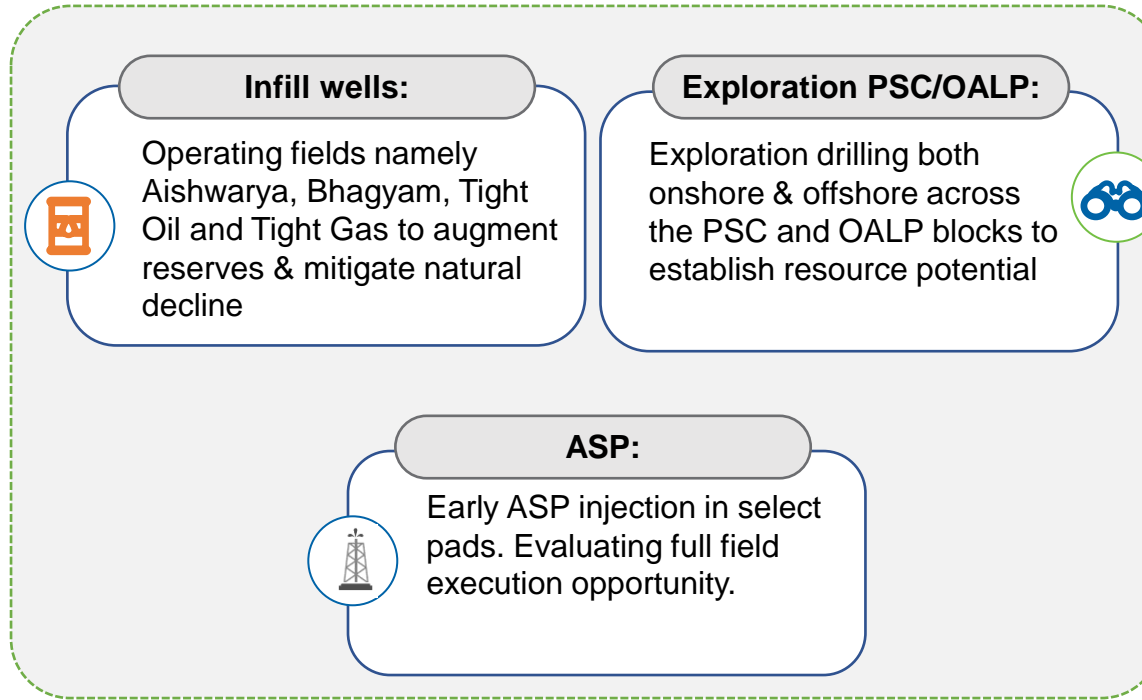 Infill wells:
Operating fields namely
Aishwarya, Bhagyam, Tight
Oil and Tight Gas to augment
reserves & mitigate natural
decline
Exploration PSC/OALP:
Exploration drilling both
onshore & offshore across
the PSC and OALP blocks to
establish resource potential
ASP:
Early ASP injection in select
pads. Evaluating full field
execution opportunity.